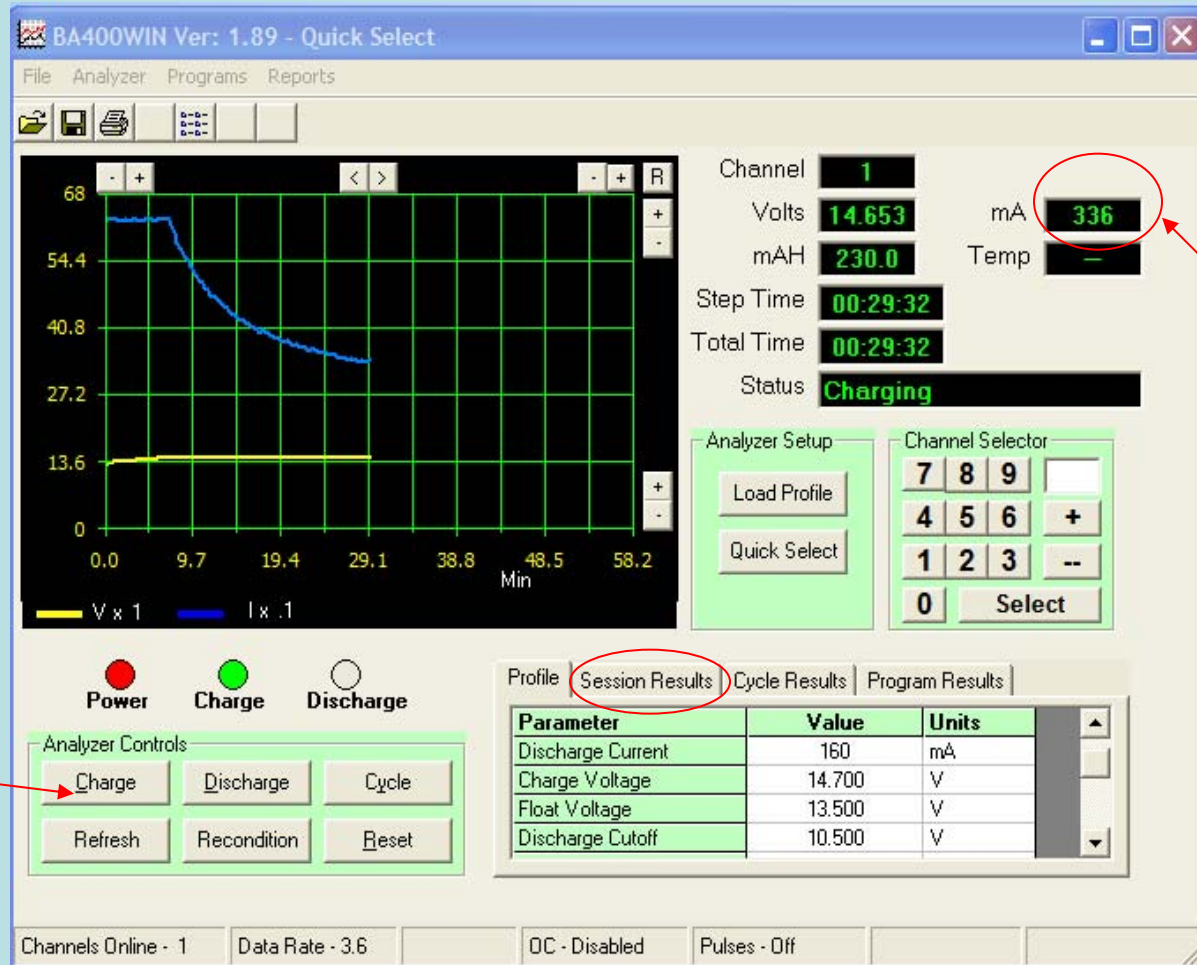 BA400WIN Ver: 1.89 - Quick Select
File Analyzer Programs Reports
- + < > - + R
+
-
68
54.4
40.8
27.2
13.6
0
+
-
0.0 9.7 19.4 29.1 38.8 48.5 58.2
Min
V x 1 I x .1
Channel 1
Volts 14.653 mA 336
mAH 230.0 Temp —
Step Time 00:29:32
Total Time 00:29:32
Status Charging
Analyzer Setup
Load Profile
Quick Select
Channel Selector
7 8 9
4 5 6 +
1 2 3 --
0 Select
Power Charge Discharge
Analyzer Controls
Charge Discharge Cycle
Refresh Recondition Reset
Profile Session Results Cycle Results Program Results
Parameter Value Units
Discharge Current 160 mA
Charge Voltage 14.700 V
Float Voltage 13.500 V
Discharge Cutoff 10.500 V
Channels Online - 1 Data Rate - 3.6 OC - Disabled Pulses - Off